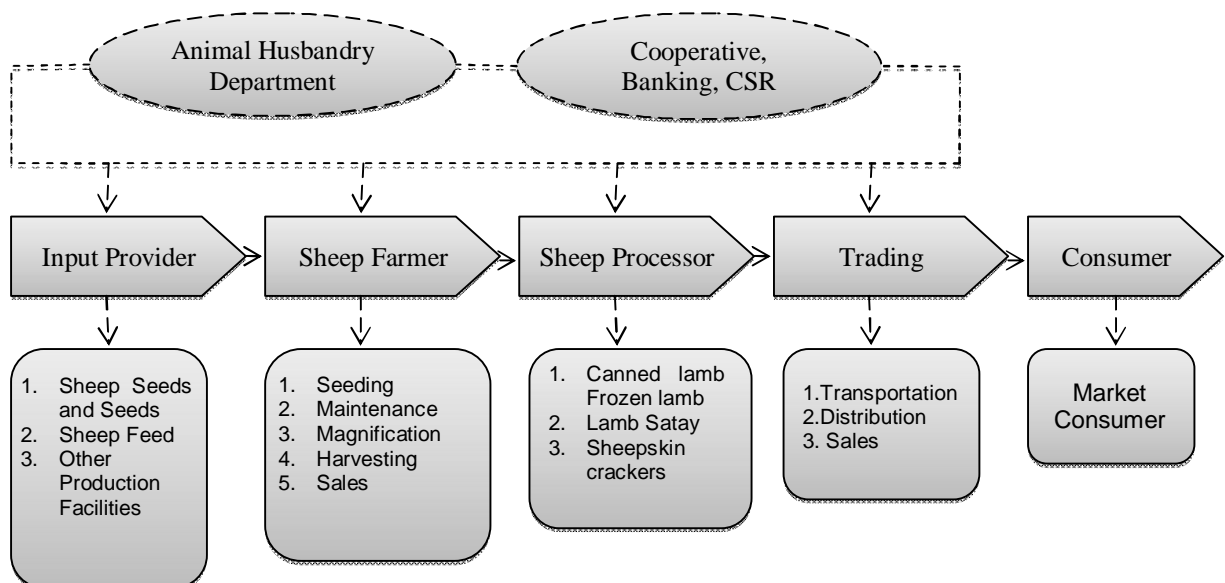 Animal Husbandry
Department
Cooperative,
Banking, CSR
Input Provider
Sheep Farmer
Sheep Processor
Trading
Consumer
1. Sheep Seeds
and Seeds
2. Sheep Feed
3. Other
Production
Facilities
1. Seeding
2. Maintenance
3. Magnification
4. Harvesting
5. Sales
1. Canned lamb
Frozen lamb
2. Lamb Satay
3. Sheepskin
crackers
1.Transportation
2.Distribution
3. Sales
Market
Consumer